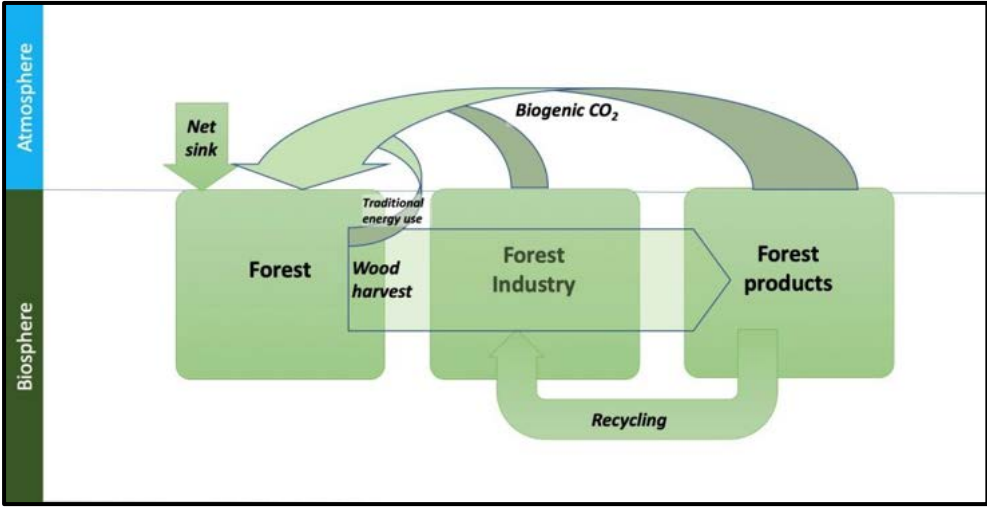 Atmosphere
Biosphere
Net
sink
Biogenic CO₂
Traditional
energy use
Forest
Wood
harvest
Forest
Industry
Forest
products
Recycling